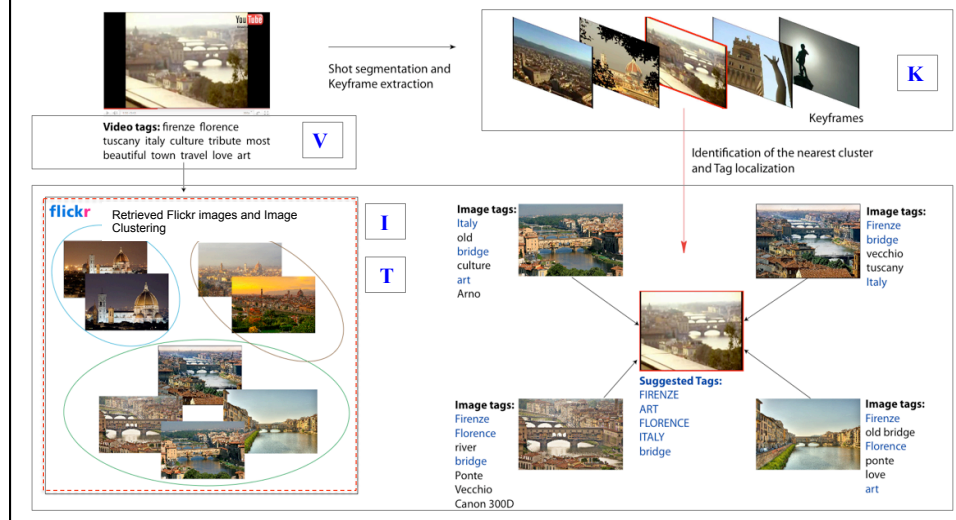 You Tube
Shot segmentation and
Keyframe extraction
K
Keyframes
Video tags: firenze florence
tuscany italy culture tribute most
beautiful town travel love art
V
Identification of the nearest cluster
and Tag localization
flickr
Retrieved Flickr images and Image
Clustering
I
T
Image tags:
Italy
old
bridge
culture
art
Arno
Image tags:
Firenze
bridge
vecchio
tuscany
Italy
Suggested Tags:
FIRENZE
ART
FLORENCE
ITALY
bridge
Image tags:
Firenze
Florence
river
bridge
Ponte
Vecchio
Canon 300D
Image tags:
Firenze
old bridge
Florence
ponte
love
art